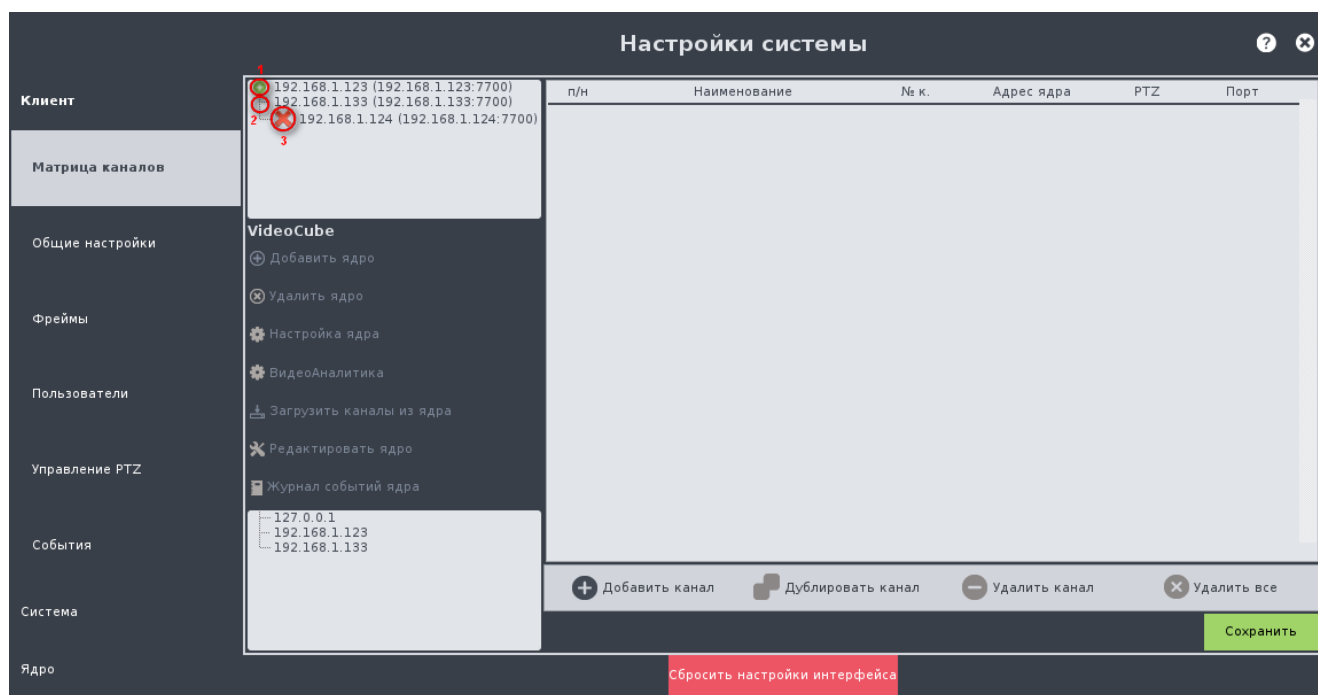 Настройки системы
?
1
192.168.1.123 (192.168.1.123:7700)
192.168.1.133 (192.168.1.133:7700)
2
192.168.1.124 (192.168.1.124:7700)
3
п/н Наименование № к. Адрес ядра PTZ Порт
Клиент
Матрица каналов
Общие настройки
Фреймы
Пользователи
Управление PTZ
События
Система
Ядро
VideoCube
Добавить ядро
Удалить ядро
Настройка ядра
ВидеоАналитика
Загрузить каналы из ядра
Редактировать ядро
Журнал событий ядра
127.0.0.1
192.168.1.123
192.168.1.133
Добавить канал Дублировать канал Удалить канал Удалить все
Сохранить
Сбросить настройки интерфейса